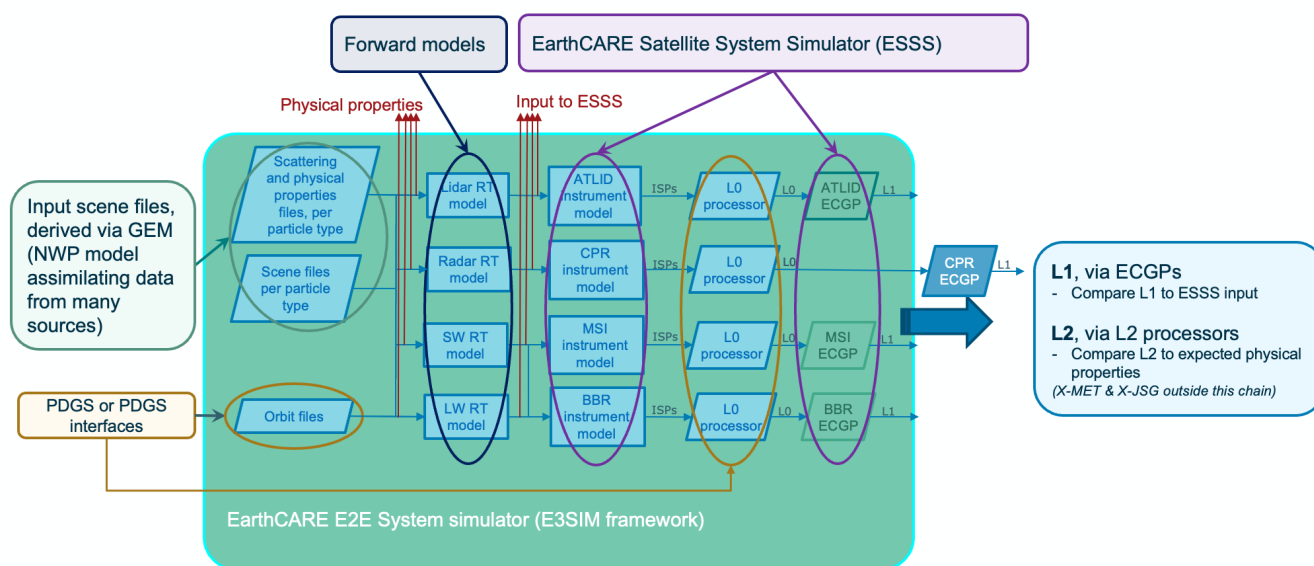 Forward models
EarthCARE Satellite System Simulator (ESSS)
Physical properties
Input to ESSS
Input scene files,
derived via GEM
(NWP model
assimilating data
from many
sources)
Scattering
and physical
properties
files, per
particle type
Scene files
per particle
type
PDGS or PDGS
interfaces
Orbit files
Lidar RT
model
ATLID
instrument
model
ISPs
L0
processor
L0
ATLID
ECGP
L1
Radar RT
model
CPR
instrument
model
ISPs
L0
processor
L0
CPR
ECGP
L1
SW RT
model
MSI
instrument
model
ISPs
L0
processor
L0
MSI
ECGP
L1
LW RT
model
BBR
instrument
model
ISPs
L0
processor
L0
BBR
ECGP
L1
L1, via ECGPs
- Compare L1 to ESSS input
L2, via L2 processors
- Compare L2 to expected physical
properties
(X-MET & X-JSG outside this chain)
EarthCARE E2E System simulator (E3SIM framework)